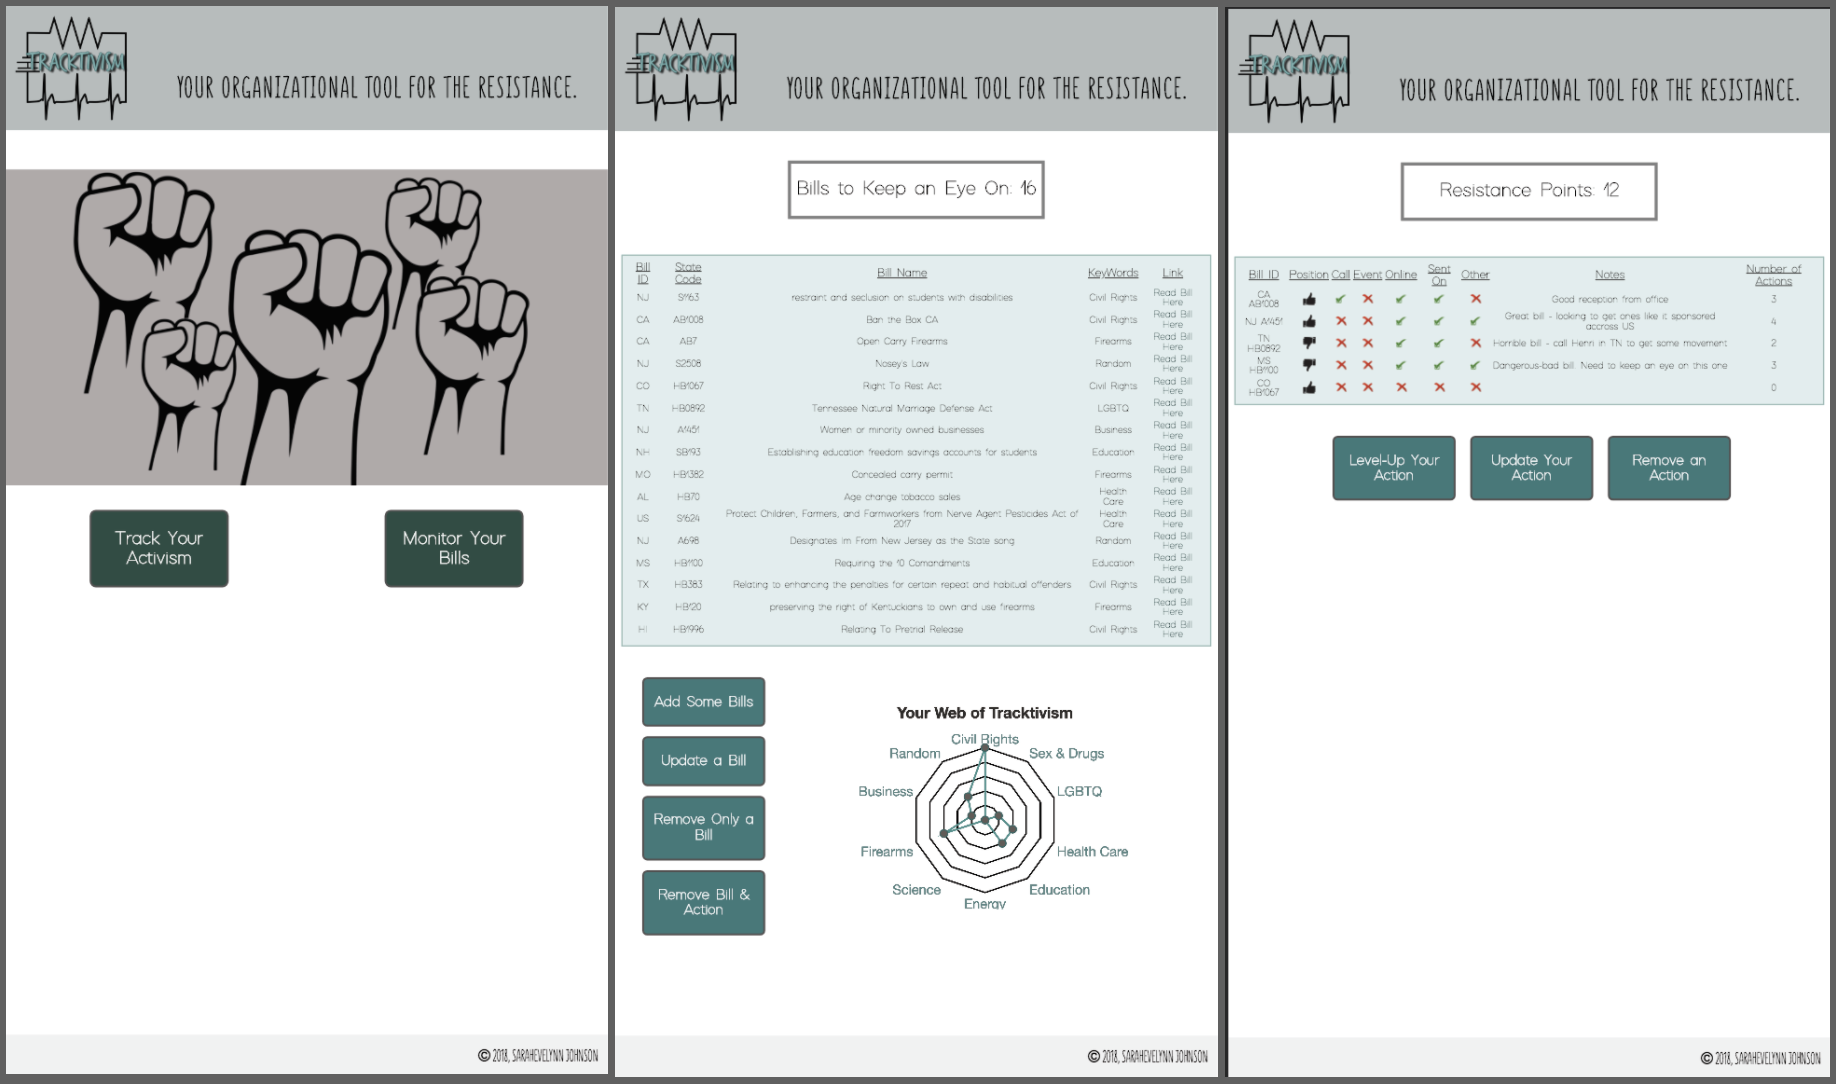 TRACKTIVISM
YOUR ORGANIZATIONAL TOOL FOR THE RESISTANCE.
Track Your
Activism
Monitor Your
Bills
© 2018, SARAHEVELYNN JOHNSON
TRACKTIVISM
YOUR ORGANIZATIONAL TOOL FOR THE RESISTANCE.
Bills to Keep an Eye On: 16
Bill ID State Code Bill Name KeyWords Link
NJ S1163 restraint and seclusion on students with disabilities Civil Rights Read Bill Here
CA AB1008 Ban the Box CA Civil Rights Read Bill Here
CA AB7 Open Carry Firearms Firearms Read Bill Here
NJ S2508 Nosey's Law Random Read Bill Here
CO HB1067 Right To Rest Act Civil Rights Read Bill Here
TN HB0892 Tennessee Natural Marriage Defense Act LGBTQ Read Bill Here
NJ A1451 Women or minority owned businesses Business Read Bill Here
NH SB193 Establishing education freedom savings accounts for students Education Read Bill Here
MO HB1382 Concealed carry permit Firearms Read Bill Here
AL HB70 Age change tobacco sales Health Care Read Bill Here
US S1624 Protect Children, Farmers, and Farmworkers from Nerve Agent Pesticides Act of 2017 Health Care Read Bill Here
NJ A698 Designates Im From New Jersey as the State song Random Read Bill Here
MS HB1100 Requiring the 10 Comandments Education Read Bill Here
TX HB383 Relating to enhancing the penalties for certain repeat and habitual offenders Civil Rights Read Bill Here
KY HB120 preserving the right of Kentuckians to own and use firearms Firearms Read Bill Here
HI HB1996 Relating To Pretrial Release Civil Rights Read Bill Here
Add Some Bills
Update a Bill
Remove Only a
Bill
Remove Bill &
Action
Your Web of Tracktivism
Civil Rights
Random Sex & Drugs
Business LGBTQ
Firearms Health Care
Science Education
Energy
© 2018, SARAHEVELYNN JOHNSON
TRACKTIVISM
YOUR ORGANIZATIONAL TOOL FOR THE RESISTANCE.
Resistance Points: 12
Bill ID Position Call Event Online Sent On Other Notes Number of Actions
CA AB1008 Good reception from office 3
NJ A1451 Great bill - looking to get ones like it sponsored accross US 4
TN HB0892 Horrible bill - call Henri in TN to get some movement 2
MS HB1100 Dangerous-bad bill. Need to keep an eye on this one 3
CO HB1067 0
Level-Up Your
Action
Update Your
Action
Remove an
Action
© 2018, SARAHEVELYNN JOHNSON